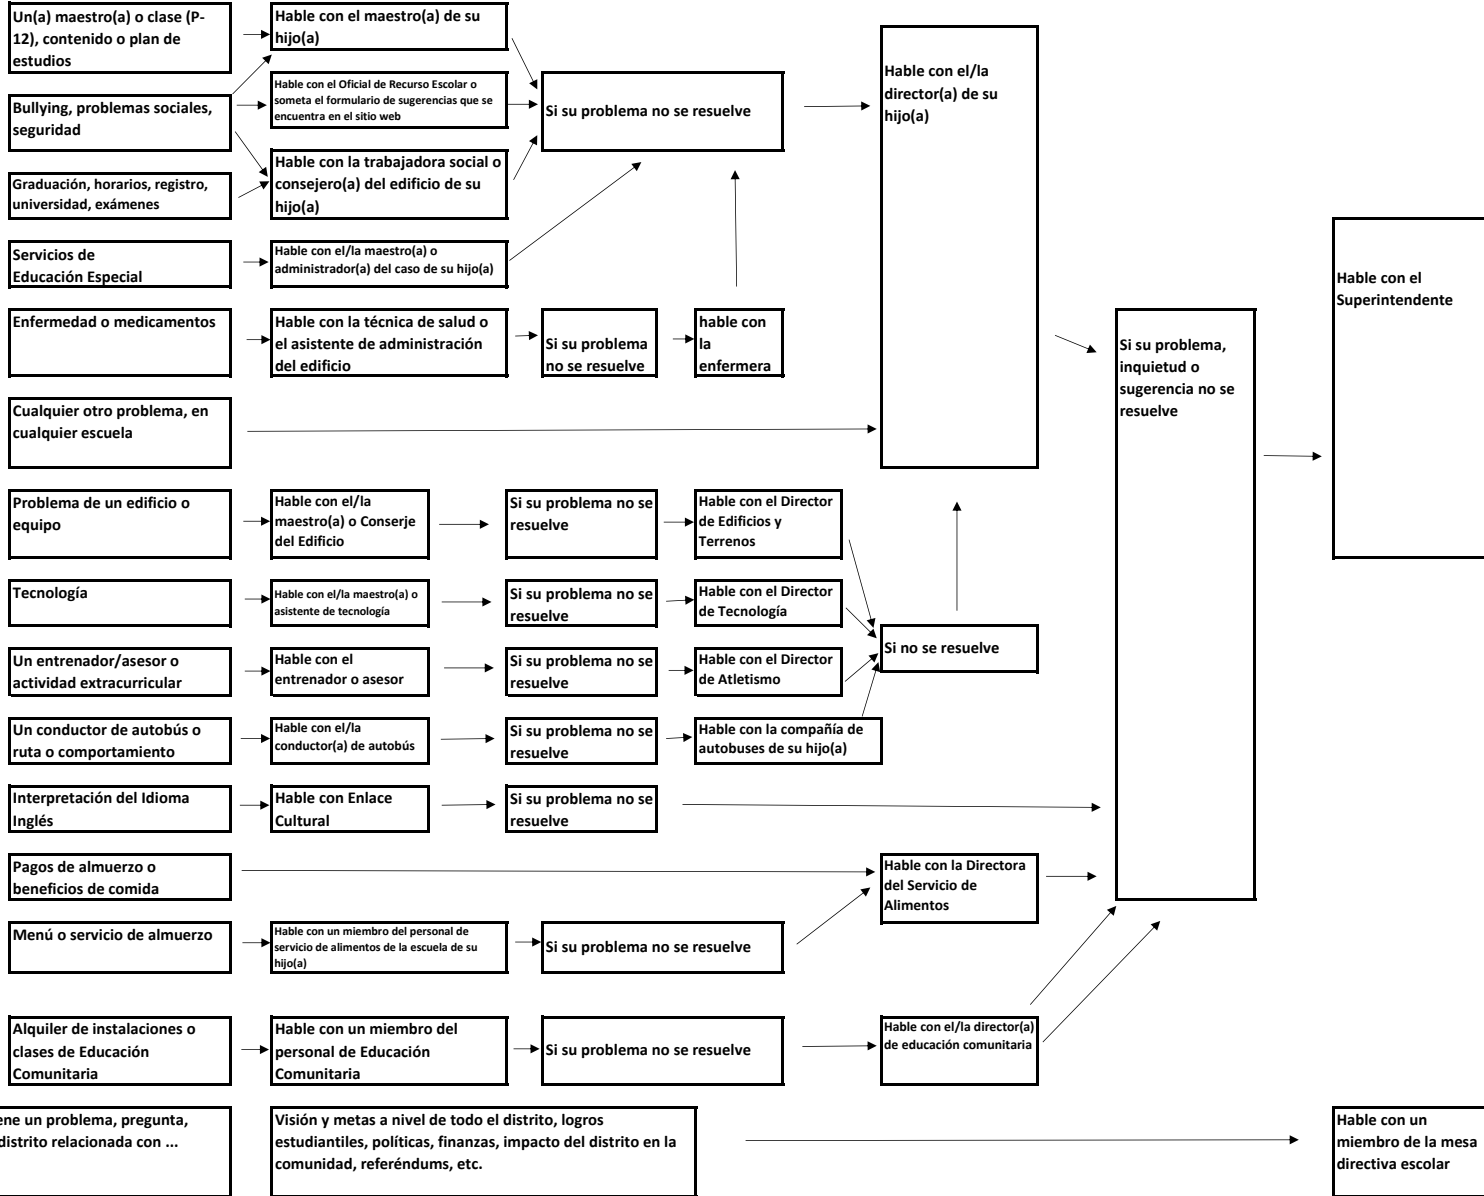 Un(a) maestro(a) o clase (P-
12), contenido o plan de
estudios
Hable con el maestro(a) de su
hijo(a)
Bullying, problemas sociales,
seguridad
Hable con el Oficial de Recurso Escolar o
someta el formulario de sugerencias que se
encuentra en el sitio web
Si su problema no se resuelve
Hable con el/la
director(a) de su
hijo(a)
Graduación, horarios, registro,
universidad, exámenes
Hable con la trabajadora social o
consejero(a) del edificio de su
hijo(a)
Servicios de
Educación Especial
Hable con el/la maestro(a) o
administrador(a) del caso de su hijo(a)
Hable con el
Superintendente
Enfermedad o medicamentos
Hable con la técnica de salud o
el asistente de administración
del edificio
Si su problema
no se resuelve
hable con
la
enfermera
Si su problema,
inquietud o
sugerencia no se
resuelve
Cualquier otro problema, en
cualquier escuela
Problema de un edificio o
equipo
Hable con el/la
maestro(a) o Conserje
del Edificio
Si su problema no se
resuelve
Hable con el Director
de Edificios y
Terrenos
Tecnología
Hable con el/la maestro(a) o
asistente de tecnología
Si su problema no se
resuelve
Hable con el Director
de Tecnología
Si no se resuelve
Un entrenador/asesor o
actividad extracurricular
Hable con el
entrenador o asesor
Si su problema no se
resuelve
Hable con el Director
de Atletismo
Un conductor de autobús o
ruta o comportamiento
Hable con el/la
conductor(a) de autobús
Si su problema no se
resuelve
Hable con la compañía de
autobuses de su hijo(a)
Interpretación del Idioma
Inglés
Hable con Enlace
Cultural
Si su problema no se
resuelve
Pagos de almuerzo o
beneficios de comida
Hable con la Directora
del Servicio de
Alimentos
Menú o servicio de almuerzo
Hable con un miembro del personal de
servicio de alimentos de la escuela de su
hijo(a)
Si su problema no se resuelve
Alquiler de instalaciones o
clases de Educación
Comunitaria
Hable con un miembro del
personal de Educación
Comunitaria
Si su problema no se resuelve
Hable con el/la director(a)
de educación comunitaria
ene un problema, pregunta,
distrito relacionada con ...
Visión y metas a nivel de todo el distrito, logros
estudiantiles, políticas, finanzas, impacto del distrito en la
comunidad, referéndums, etc.
Hable con un
miembro de la mesa
directiva escolar